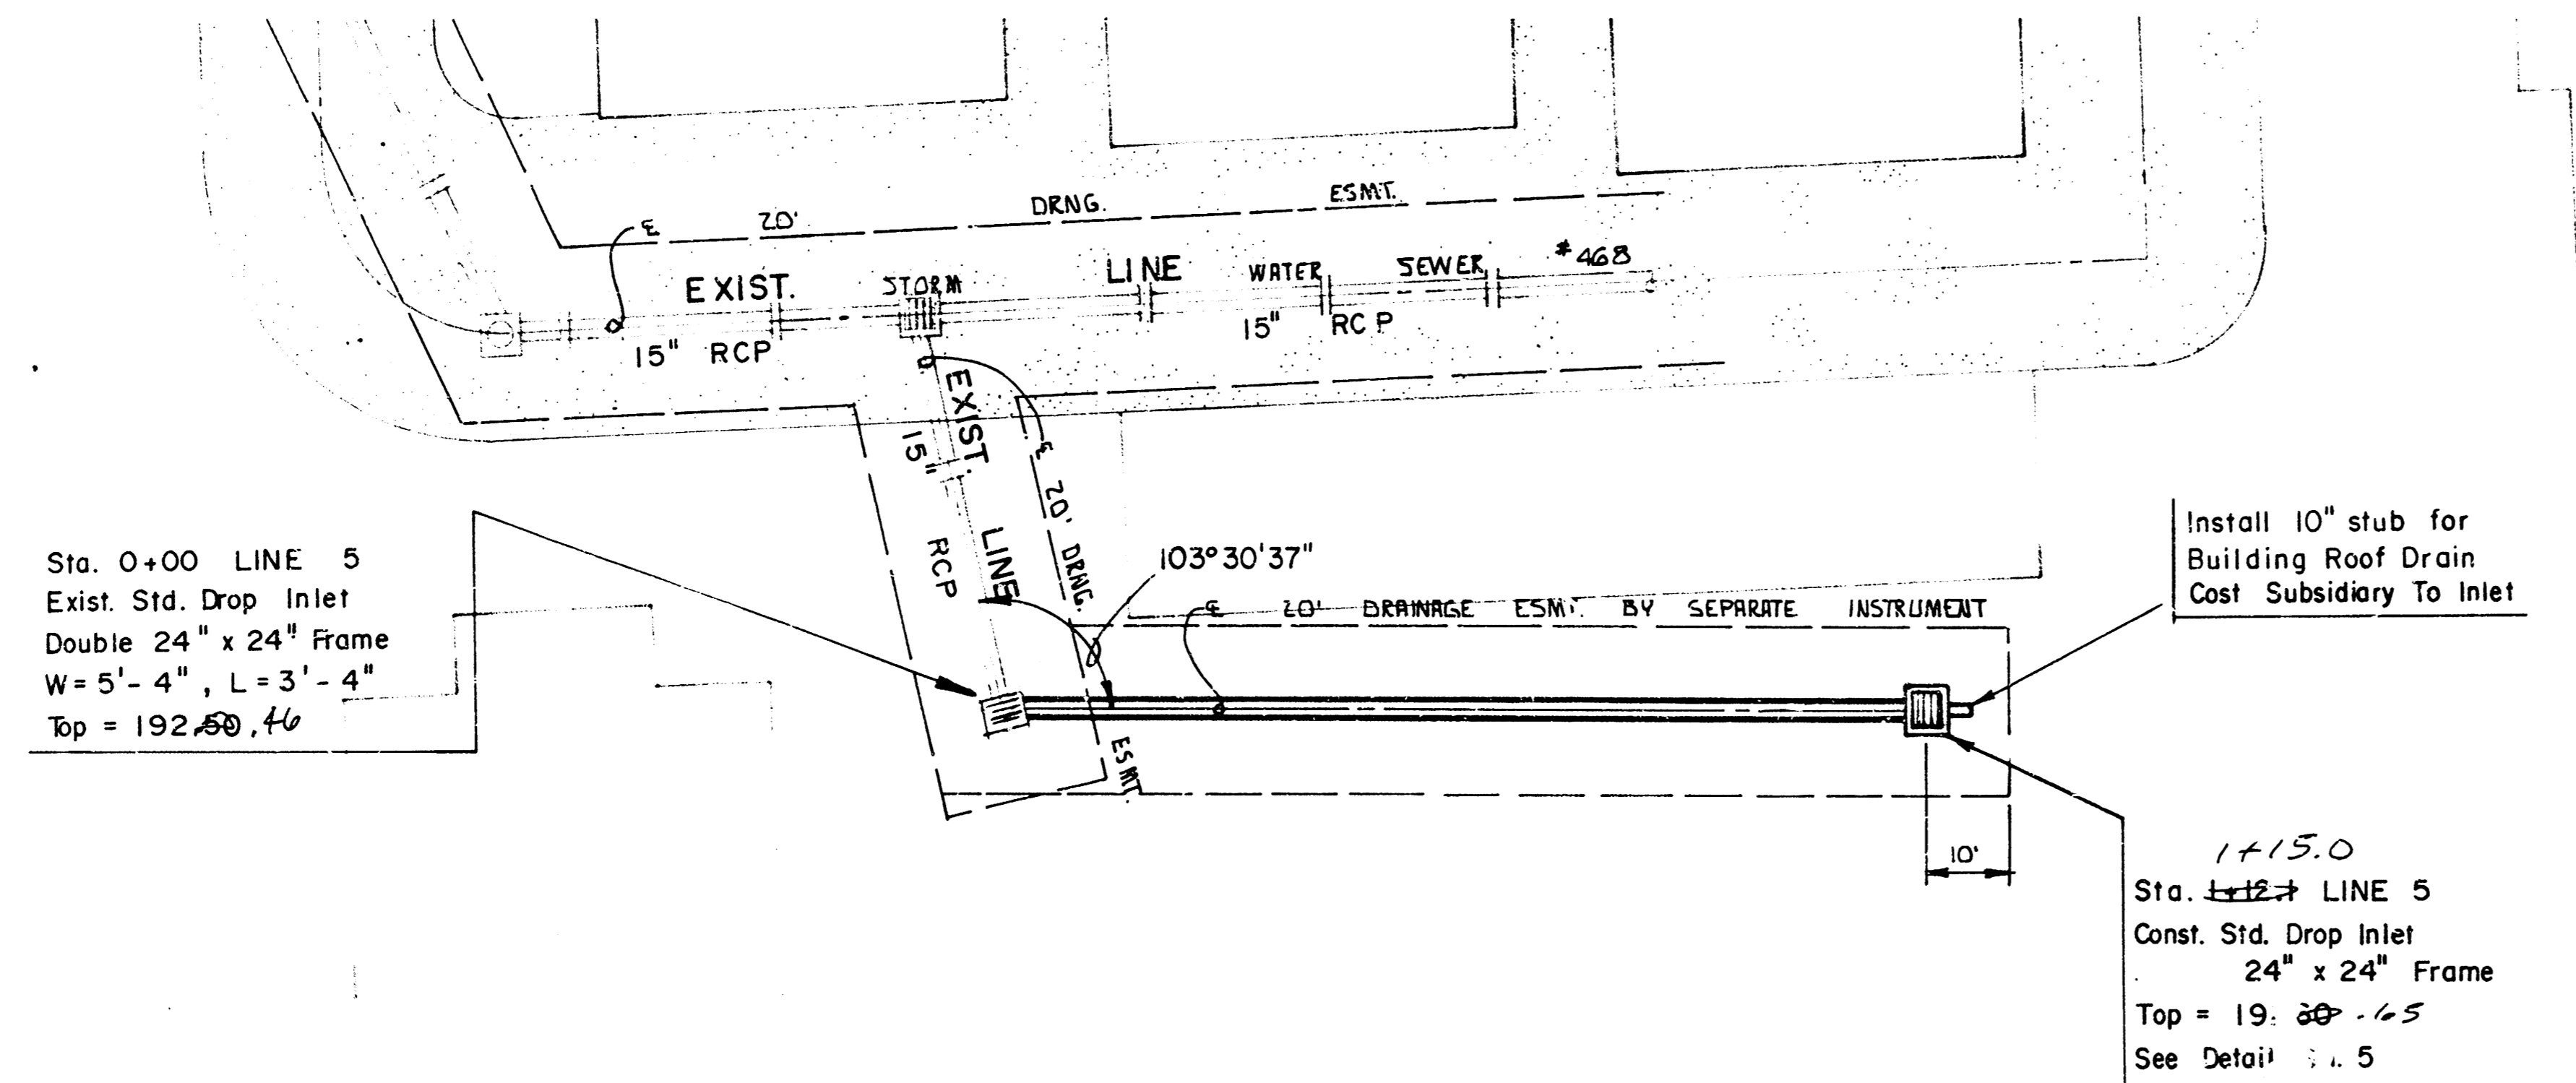 ℄ 20' DRNG. ESMT.
EXIST. STORM LINE WATER SEWER #468
15" RCP 15" RCP
EXIST. LINE
15" RCP
℄ 20' DRNG. ESMT.
103°30'37"
℄ 20' DRAINAGE ESMT. BY SEPARATE INSTRUMENT
Sta. 0+00 LINE 5
Exist. Std. Drop Inlet
Double 24" x 24" Frame
W = 5'- 4" , L = 3' - 4"
Top = 192.50 .46
Install 10" stub for
Building Roof Drain
Cost Subsidiary To Inlet
10'
1+15.0
Sta. 1+12.1 LINE 5
Const. Std. Drop Inlet
24" x 24" Frame
Top = 19 .65
See Detail 5